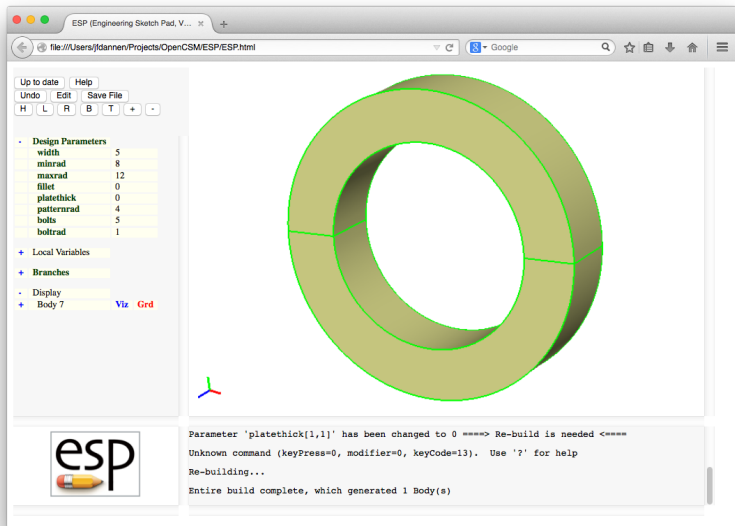 ESP (Engineering Sketch Pad, V...
file:///Users/jfdannen/Projects/OpenCSM/ESP/ESP.html
Google
Up to date Help
Undo Edit Save File
H L R B T + -
- Design Parameters
width 5
minrad 8
maxrad 12
fillet 0
platethick 0
patternrad 4
bolts 5
boltrad 1
+ Local Variables
+ Branches
- Display
+ Body 7 Viz Grd
esp
Parameter 'platethick[1,1]' has been changed to 0 ====> Re-build is needed <====
Unknown command (keyPress=0, modifier=0, keyCode=13).  Use '?' for help
Re-building...
Entire build complete, which generated 1 Body(s)